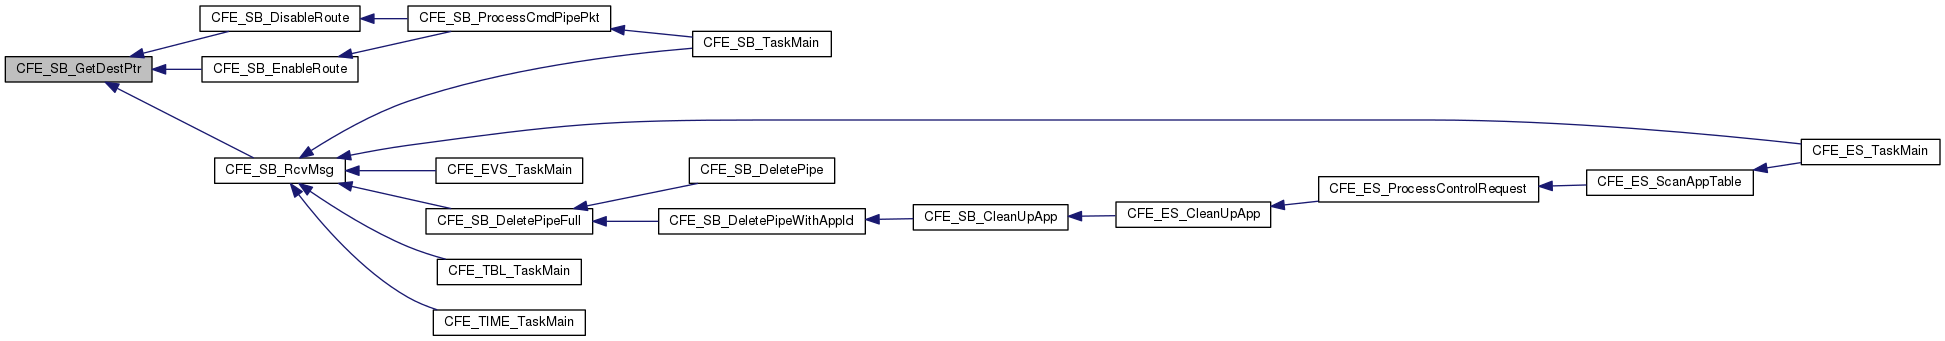 CFE_SB_DisableRoute
CFE_SB_ProcessCmdPipePkt
CFE_SB_TaskMain
CFE_SB_GetDestPtr
CFE_SB_EnableRoute
CFE_ES_TaskMain
CFE_SB_RcvMsg
CFE_EVS_TaskMain
CFE_SB_DeletePipe
CFE_ES_ProcessControlRequest
CFE_ES_ScanAppTable
CFE_SB_DeletePipeFull
CFE_SB_DeletePipeWithAppId
CFE_SB_CleanUpApp
CFE_ES_CleanUpApp
CFE_TBL_TaskMain
CFE_TIME_TaskMain